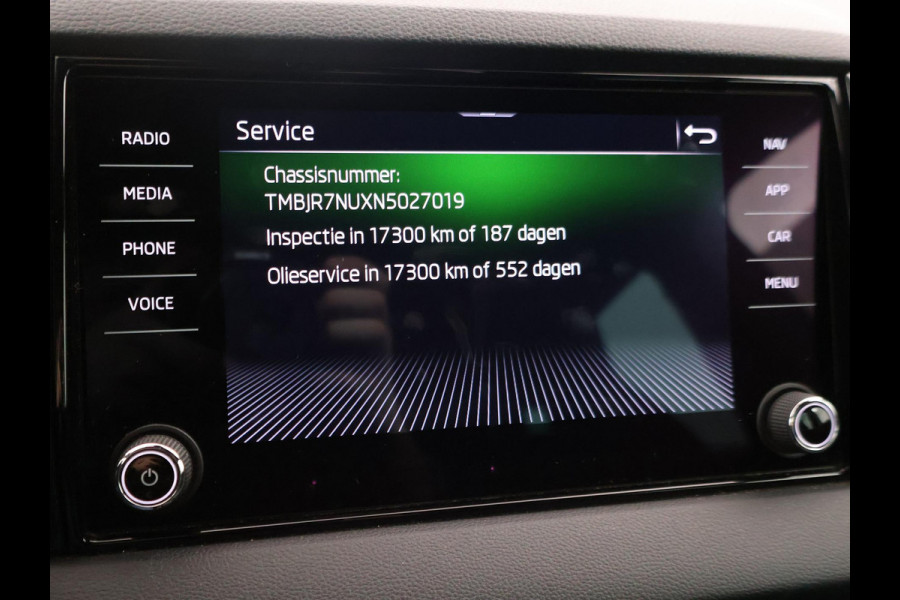 RADIO
MEDIA
PHONE
VOICE
Service
Chassisnummer:
TMBJR7NUXN5027019
Inspectie in 17300 km of 187 dagen
Olieservice in 17300 km of 552 dagen
NAV
APP
CAR
MENU